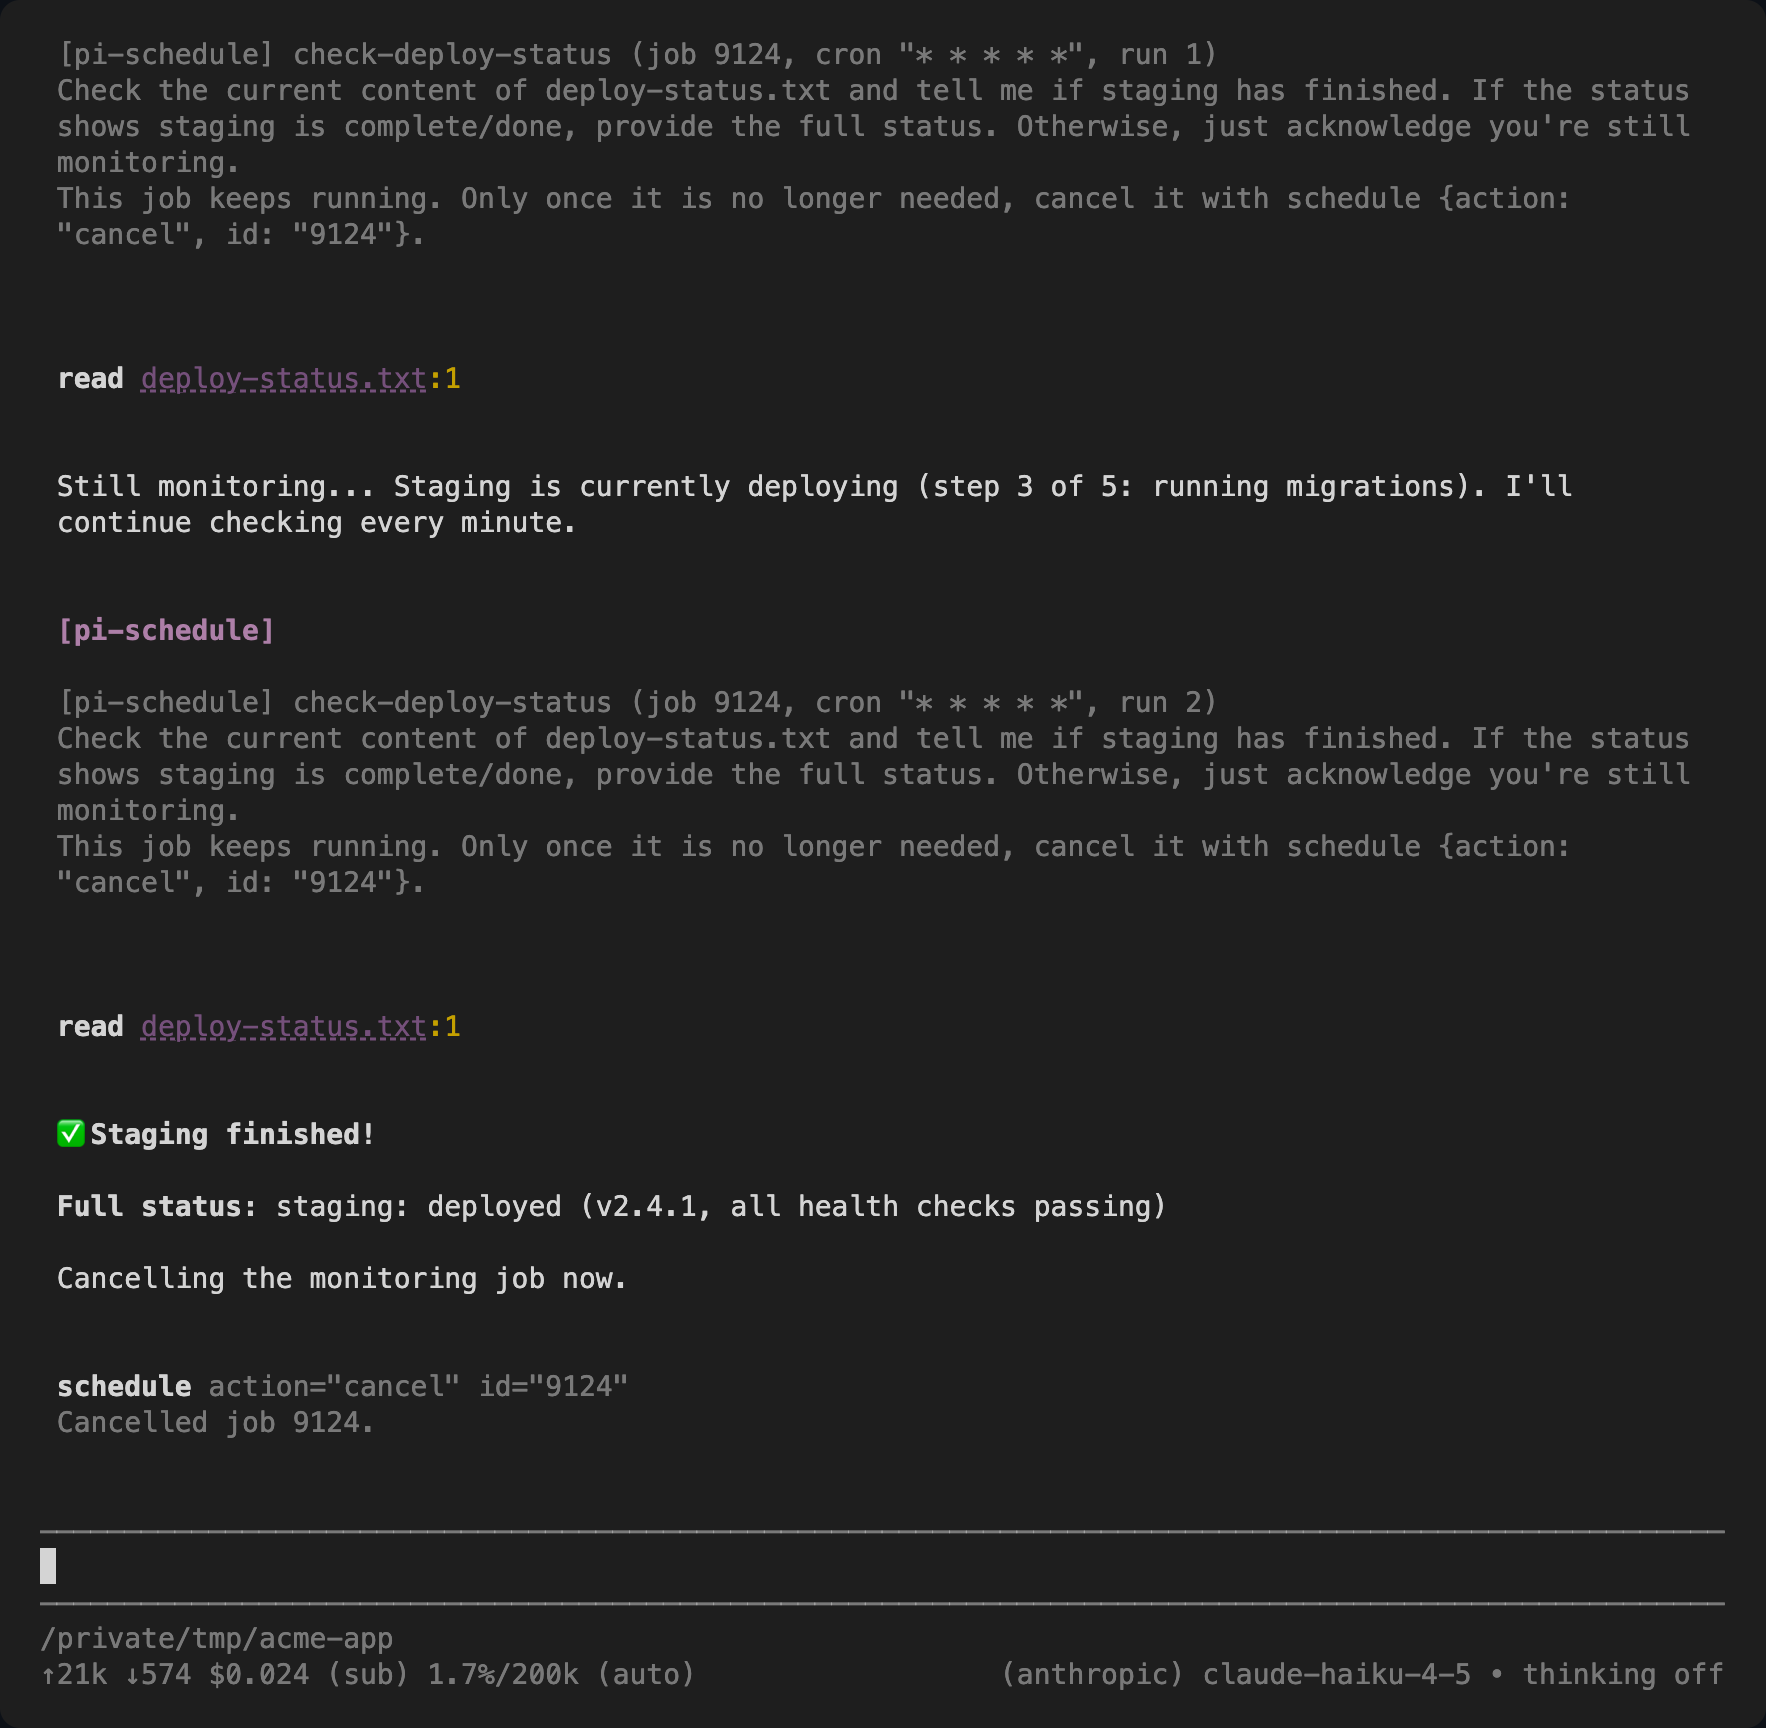 [pi-schedule] check-deploy-status (job 9124, cron "* * * * *", run 1)
Check the current content of deploy-status.txt and tell me if staging has finished. If the status
shows staging is complete/done, provide the full status. Otherwise, just acknowledge you're still
monitoring.
This job keeps running. Only once it is no longer needed, cancel it with schedule {action:
"cancel", id: "9124"}.
read deploy-status.txt:1
Still monitoring... Staging is currently deploying (step 3 of 5: running migrations). I'll
continue checking every minute.
[pi-schedule]
[pi-schedule] check-deploy-status (job 9124, cron "* * * * *", run 2)
Check the current content of deploy-status.txt and tell me if staging has finished. If the status
shows staging is complete/done, provide the full status. Otherwise, just acknowledge you're still
monitoring.
This job keeps running. Only once it is no longer needed, cancel it with schedule {action:
"cancel", id: "9124"}.
read deploy-status.txt:1
✅ Staging finished!
Full status: staging: deployed (v2.4.1, all health checks passing)
Cancelling the monitoring job now.
schedule action="cancel" id="9124"
Cancelled job 9124.
/private/tmp/acme-app
↑21k ↓574 $0.024 (sub) 1.7%/200k (auto) (anthropic) claude-haiku-4-5 • thinking off